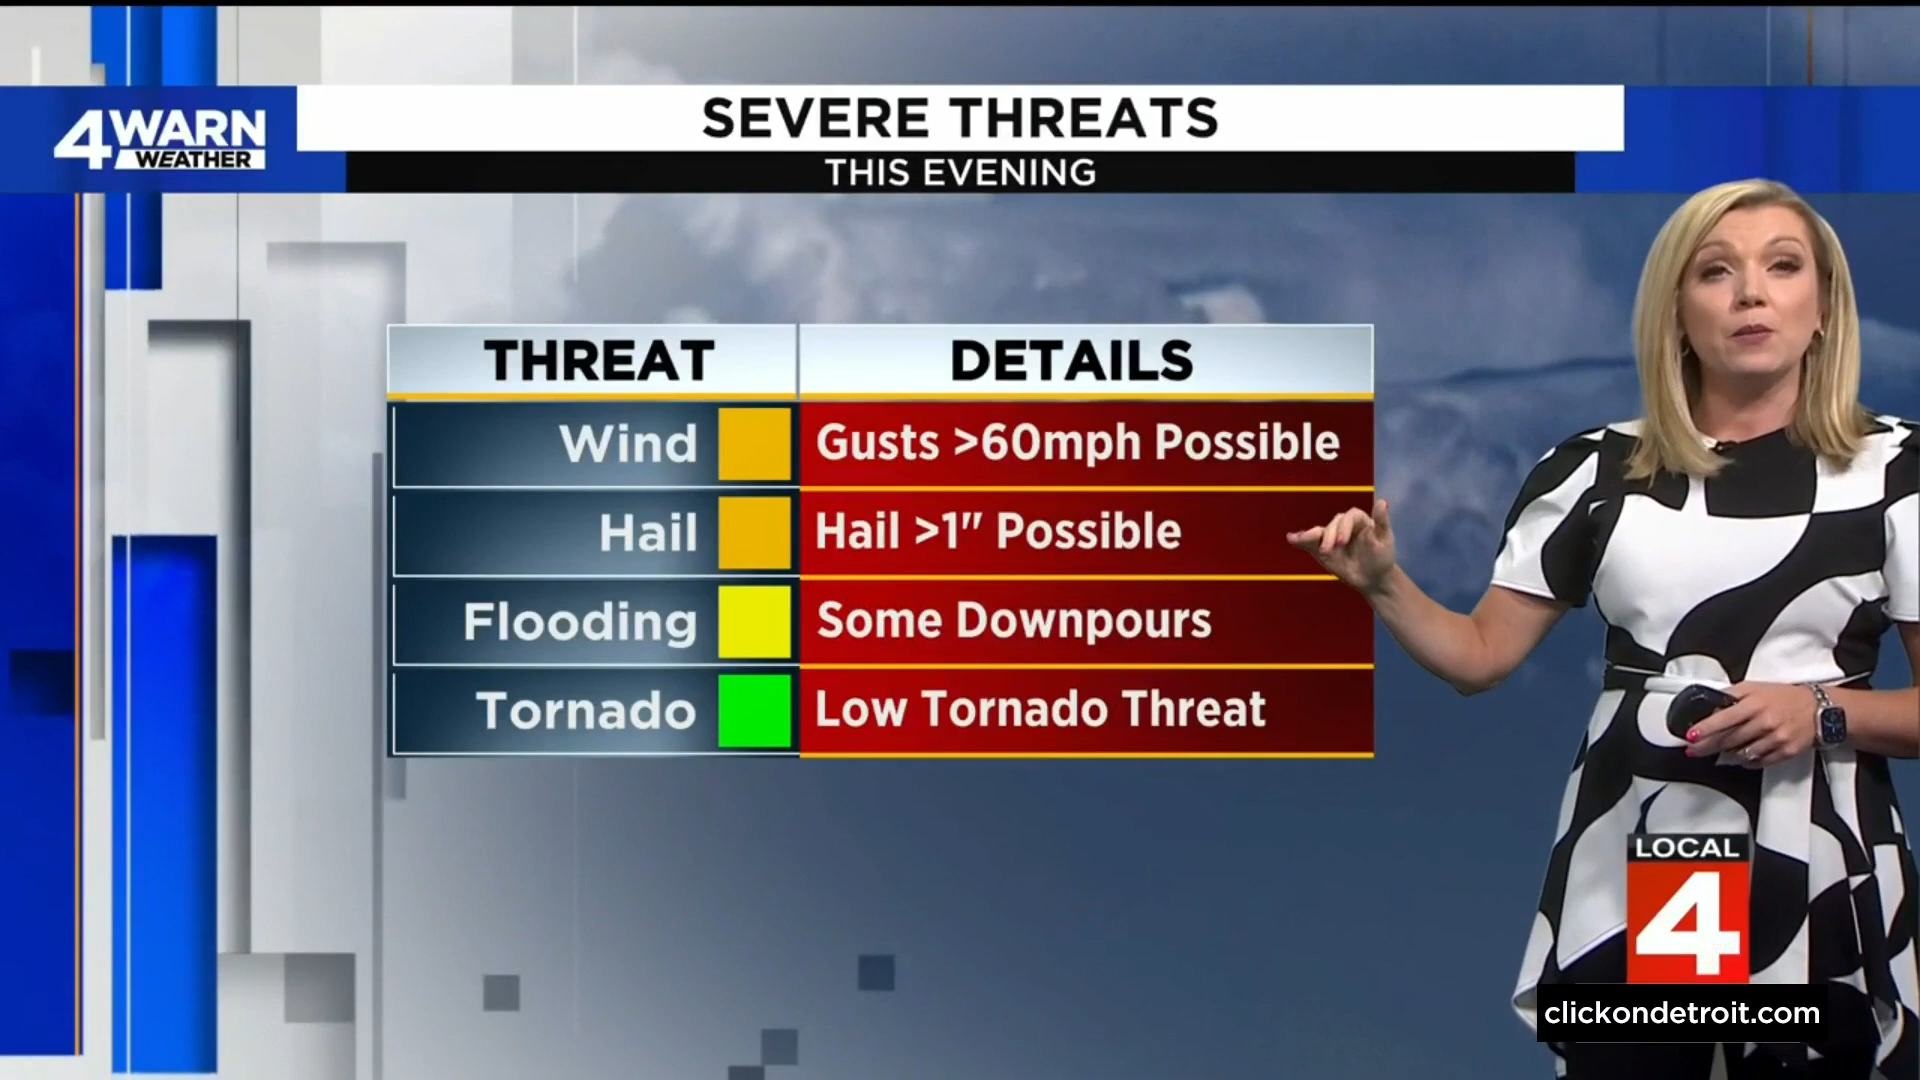 4WARN
WEATHER
SEVERE THREATS
THIS EVENING
THREAT DETAILS
Wind Gusts >60mph Possible
Hail Hail >1" Possible
Flooding Some Downpours
Tornado Low Tornado Threat
LOCAL
4
clickondetroit.com